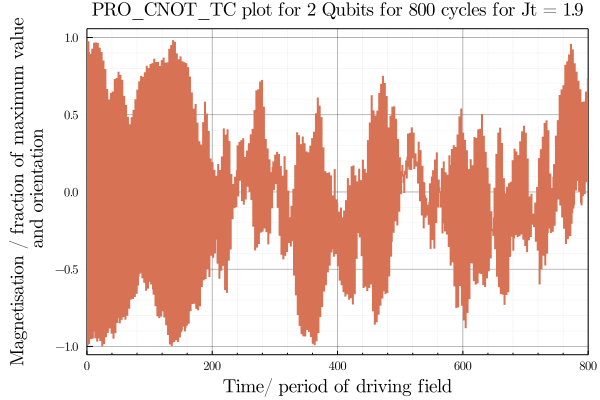 PRO_CNOT_TC plot for 2 Qubits for 800 cycles for Jt = 1.9
Magnetisation / fraction of maximum value
and orientation
1.0
0.5
0.0
−0.5
−1.0
0 200 400 600 800
Time/ period of driving field